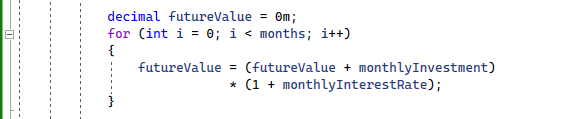 decimal futureValue = 0m;
for (int i = 0; i < months; i++)
{
    futureValue = (futureValue + monthlyInvestment)
                * (1 + monthlyInterestRate);
}